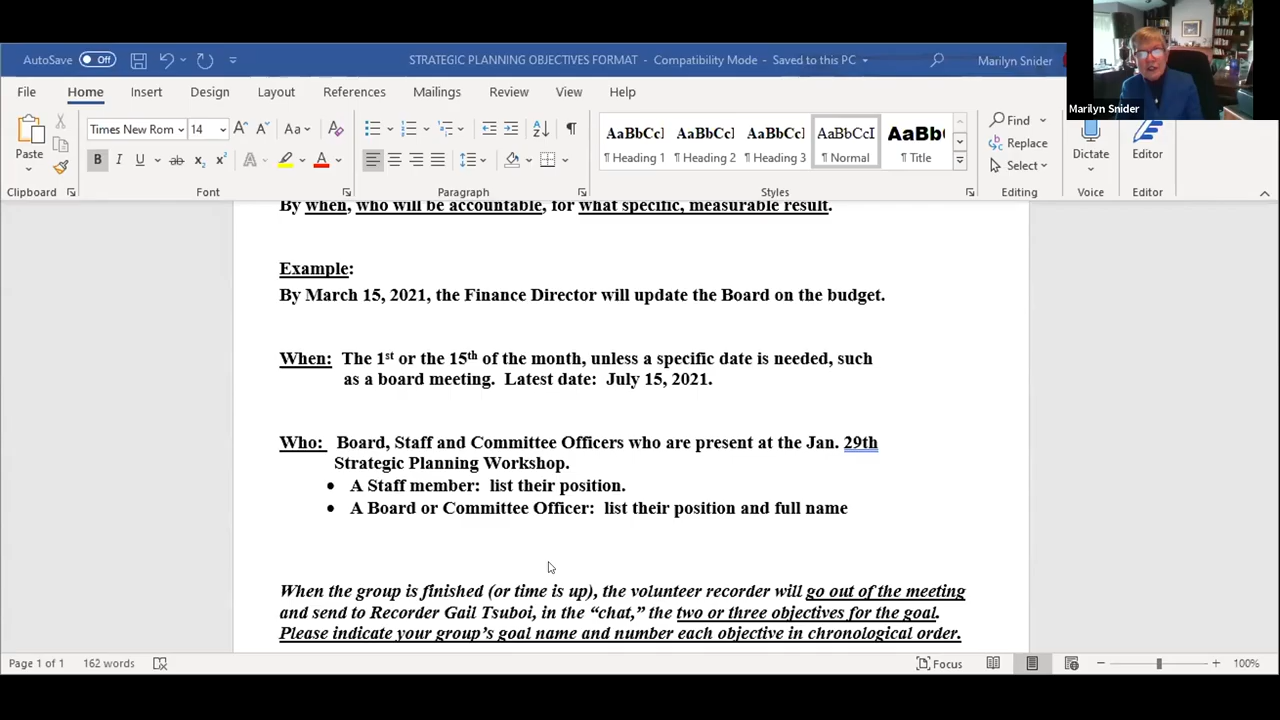 AutoSave Off STRATEGIC PLANNING OBJECTIVES FORMAT - Compatibility Mode - Saved to this PC Marilyn Snider
Marilyn Snider
File Home Insert Design Layout References Mailings Review View Help
Times New Rom 14 Aa AaBbCcI AaBbCcI AaBbCcI AaBbCcI AaBb( Find
Paste B I U ab x₂ x² A A ¶ Heading 1 ¶ Heading 2 ¶ Heading 3 ¶ Normal ¶ Title Replace Dictate Editor
Select
Clipboard Font Paragraph Styles Editing Voice Editor
By when, who will be accountable, for what specific, measurable result.
Example:
By March 15, 2021, the Finance Director will update the Board on the budget.
When: The 1st or the 15th of the month, unless a specific date is needed, such
as a board meeting. Latest date: July 15, 2021.
Who: Board, Staff and Committee Officers who are present at the Jan. 29th
Strategic Planning Workshop.
• A Staff member: list their position.
• A Board or Committee Officer: list their position and full name
When the group is finished (or time is up), the volunteer recorder will go out of the meeting
and send to Recorder Gail Tsuboi, in the “chat,” the two or three objectives for the goal.
Please indicate your group’s goal name and number each objective in chronological order.
Page 1 of 1 162 words Focus 100%